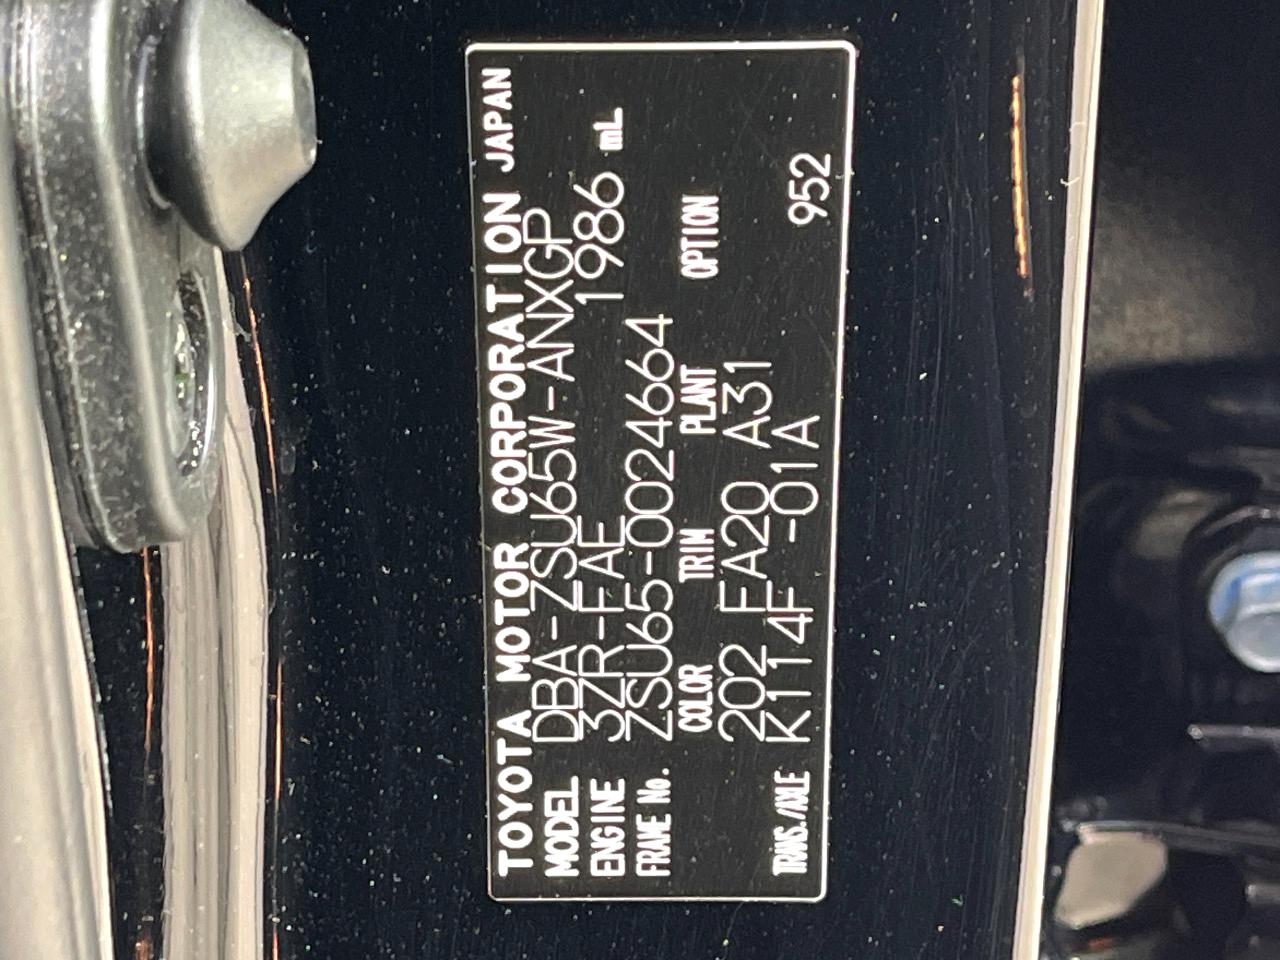 TOYOTA MOTOR CORPORATION JAPAN
MODEL DBA-ZSU65W-ANXGP
ENGINE 3ZR-FAE 1986 mL
FRAME No. ZSU65-0024664
COLOR TRIM PLANT OPTION
202 FA20 A31
TRANS./AXLE K114F -01A 952